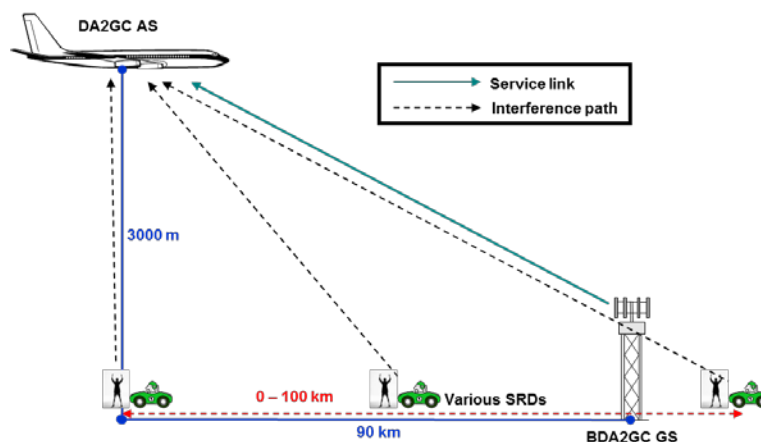 DA2GC AS
Service link
Interference path
3000 m
0 – 100 km
Various SRDs
90 km
BDA2GC GS